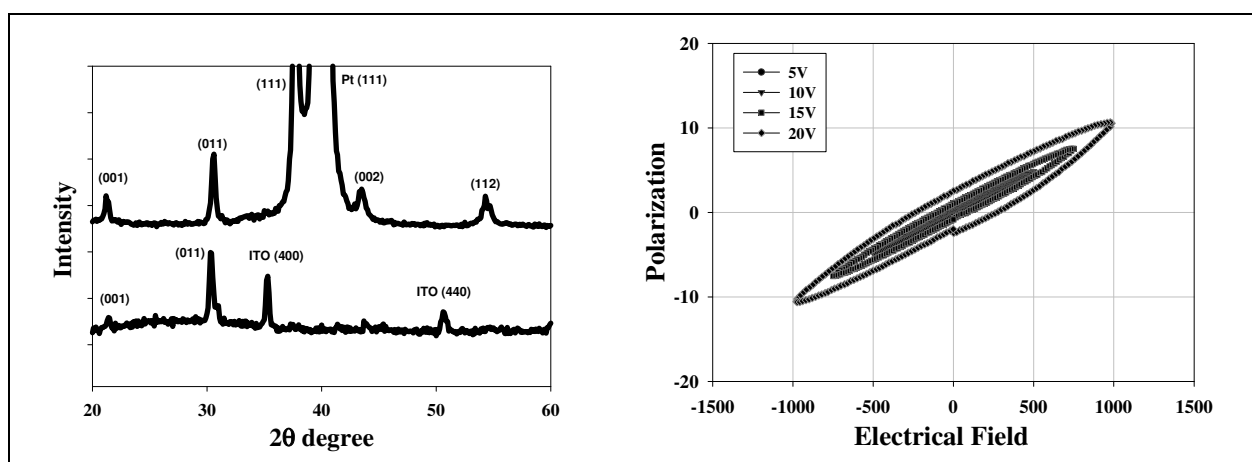 (111)
Pt (111)
(011)
(001)
(002)
(112)
(011)
ITO (400)
(001)
ITO (440)
Intensity
20
30
40
50
60
2θ degree
20
10
0
-10
-20
5V
10V
15V
20V
Polarization
-1500
-1000
-500
0
500
1000
1500
Electrical Field